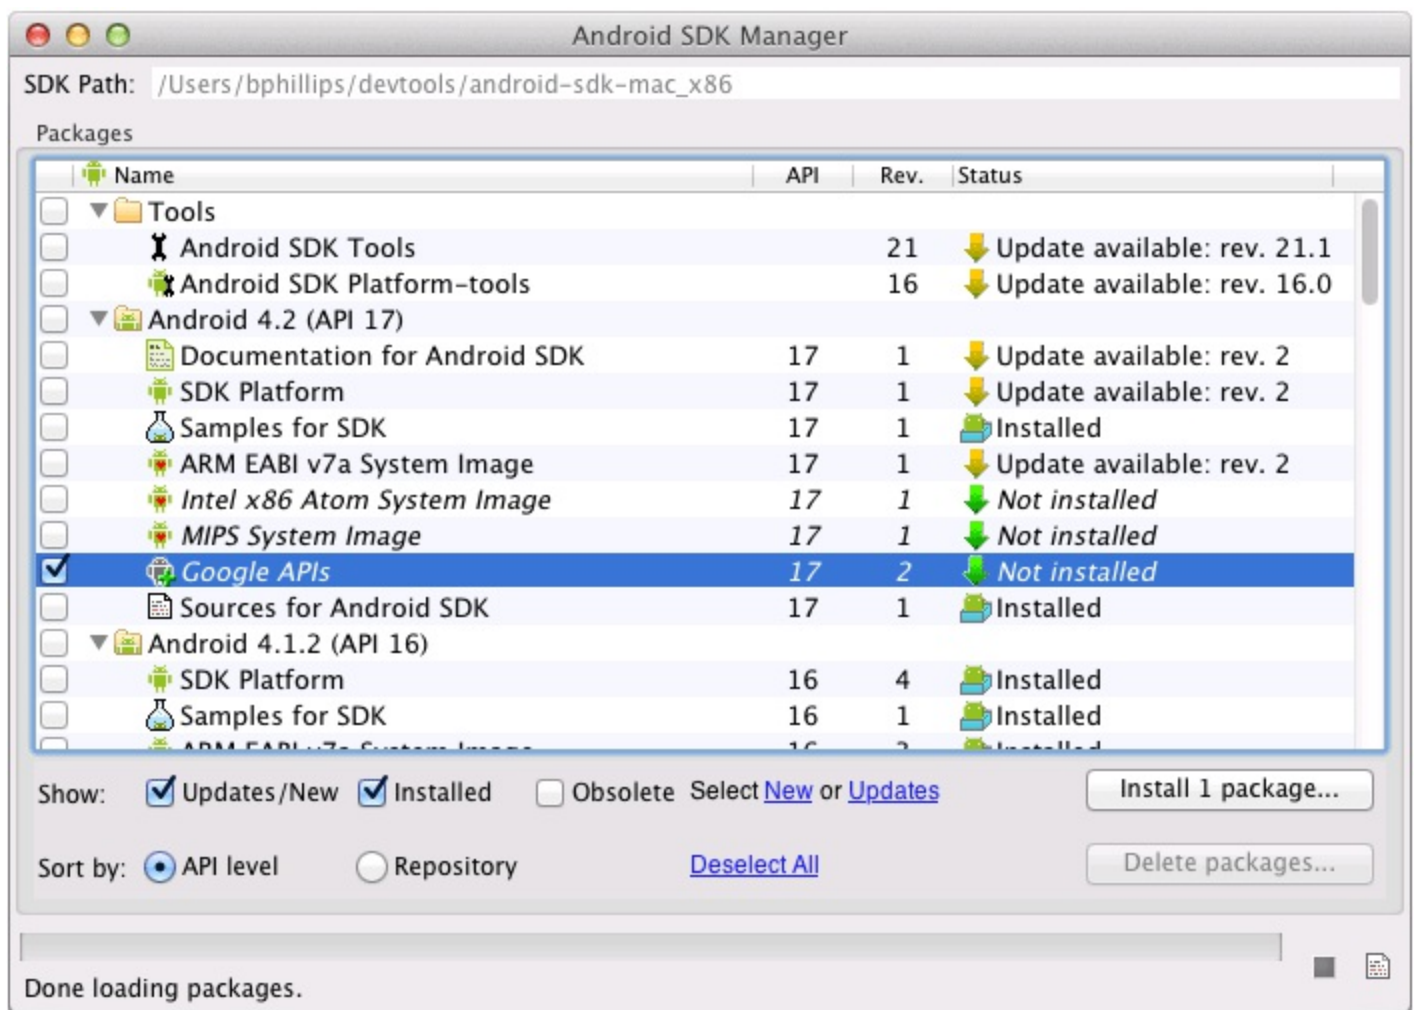 Android SDK Manager
SDK Path: /Users/bphillips/devtools/android-sdk-mac_x86
Packages
Name API Rev. Status
Tools
Android SDK Tools 21 Update available: rev. 21.1
Android SDK Platform-tools 16 Update available: rev. 16.0
Android 4.2 (API 17)
Documentation for Android SDK 17 1 Update available: rev. 2
SDK Platform 17 1 Update available: rev. 2
Samples for SDK 17 1 Installed
ARM EABI v7a System Image 17 1 Update available: rev. 2
Intel x86 Atom System Image 17 1 Not installed
MIPS System Image 17 1 Not installed
Google APIs 17 2 Not installed
Sources for Android SDK 17 1 Installed
Android 4.1.2 (API 16)
SDK Platform 16 4 Installed
Samples for SDK 16 1 Installed
ARM EABI v7a System Image 16 Installed
Show: Updates/New Installed Obsolete Select New or Updates Install 1 package...
Sort by: API level Repository Deselect All Delete packages...
Done loading packages.